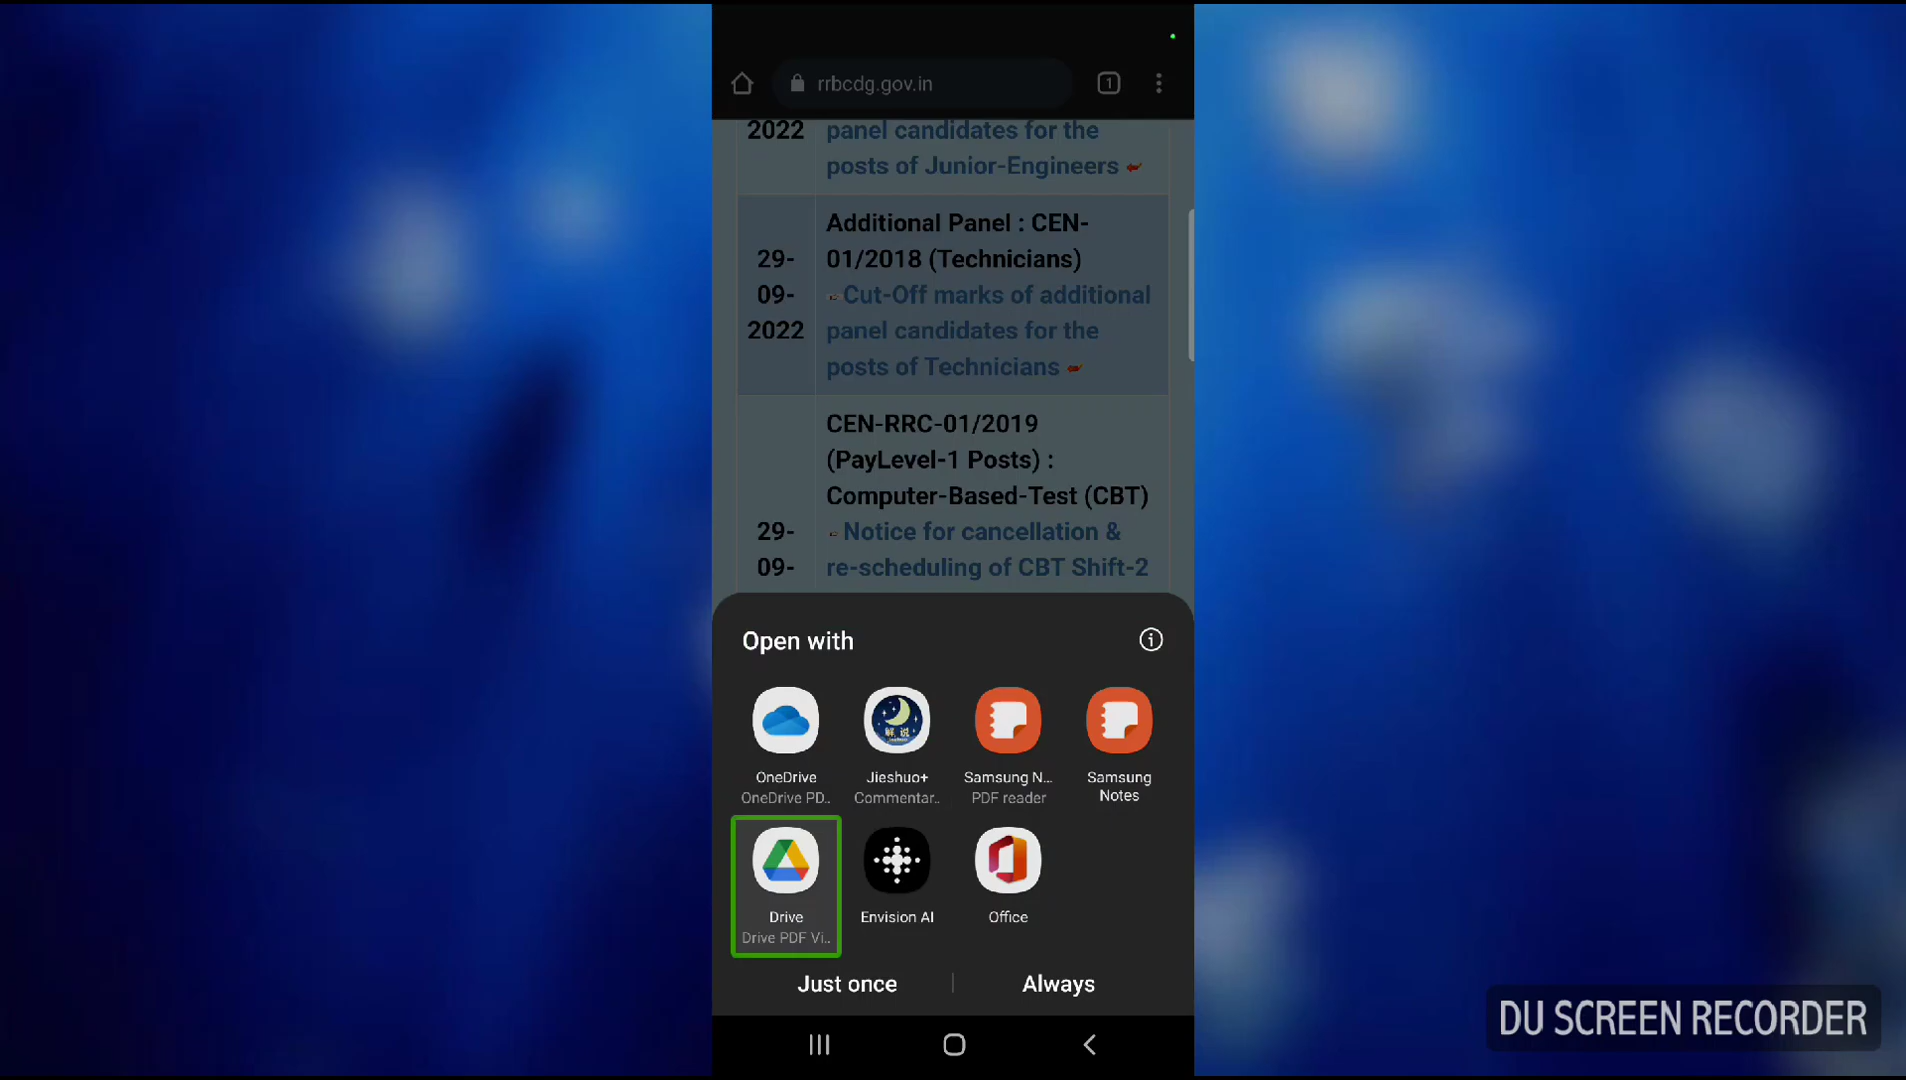 rrbcdg.gov.in
1
2022
panel candidates for the
posts of Junior-Engineers
29-
09-
2022
Additional Panel : CEN-
01/2018 (Technicians)
Cut-Off marks of additional
panel candidates for the
posts of Technicians
29-
09-
CEN-RRC-01/2019
(PayLevel-1 Posts) :
Computer-Based-Test (CBT)
Notice for cancellation &
re-scheduling of CBT Shift-2
Open with
解说
OneDrive
OneDrive PD..
Jieshuo+
Commentar..
Samsung N...
PDF reader
Samsung
Notes
Drive
Drive PDF Vi..
Envision AI
Office
Just once
Always
DU SCREEN RECORDER